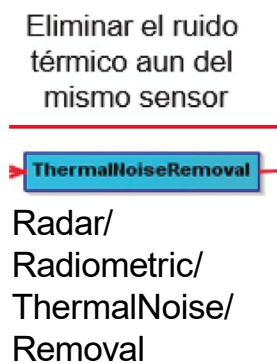 Eliminar el ruido
térmico aun del
mismo sensor
ThermalNoiseRemoval
Radar/
Radiometric/
ThermalNoise/
Removal